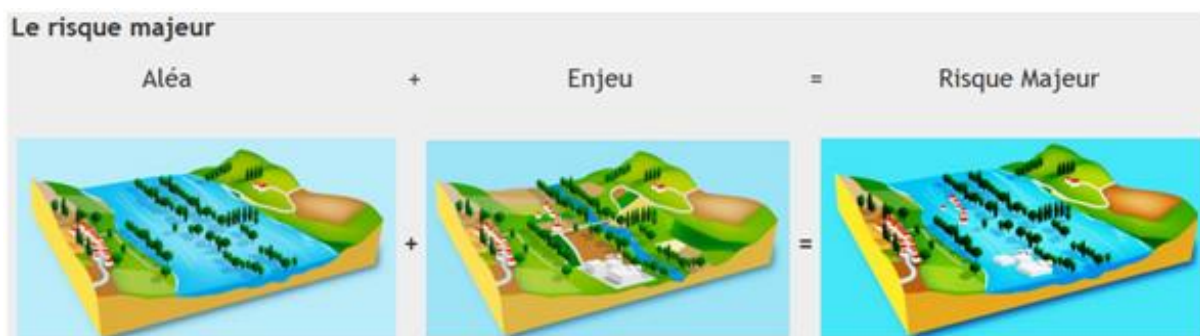 Le risque majeur
Aléa + Enjeu = Risque Majeur
+ =